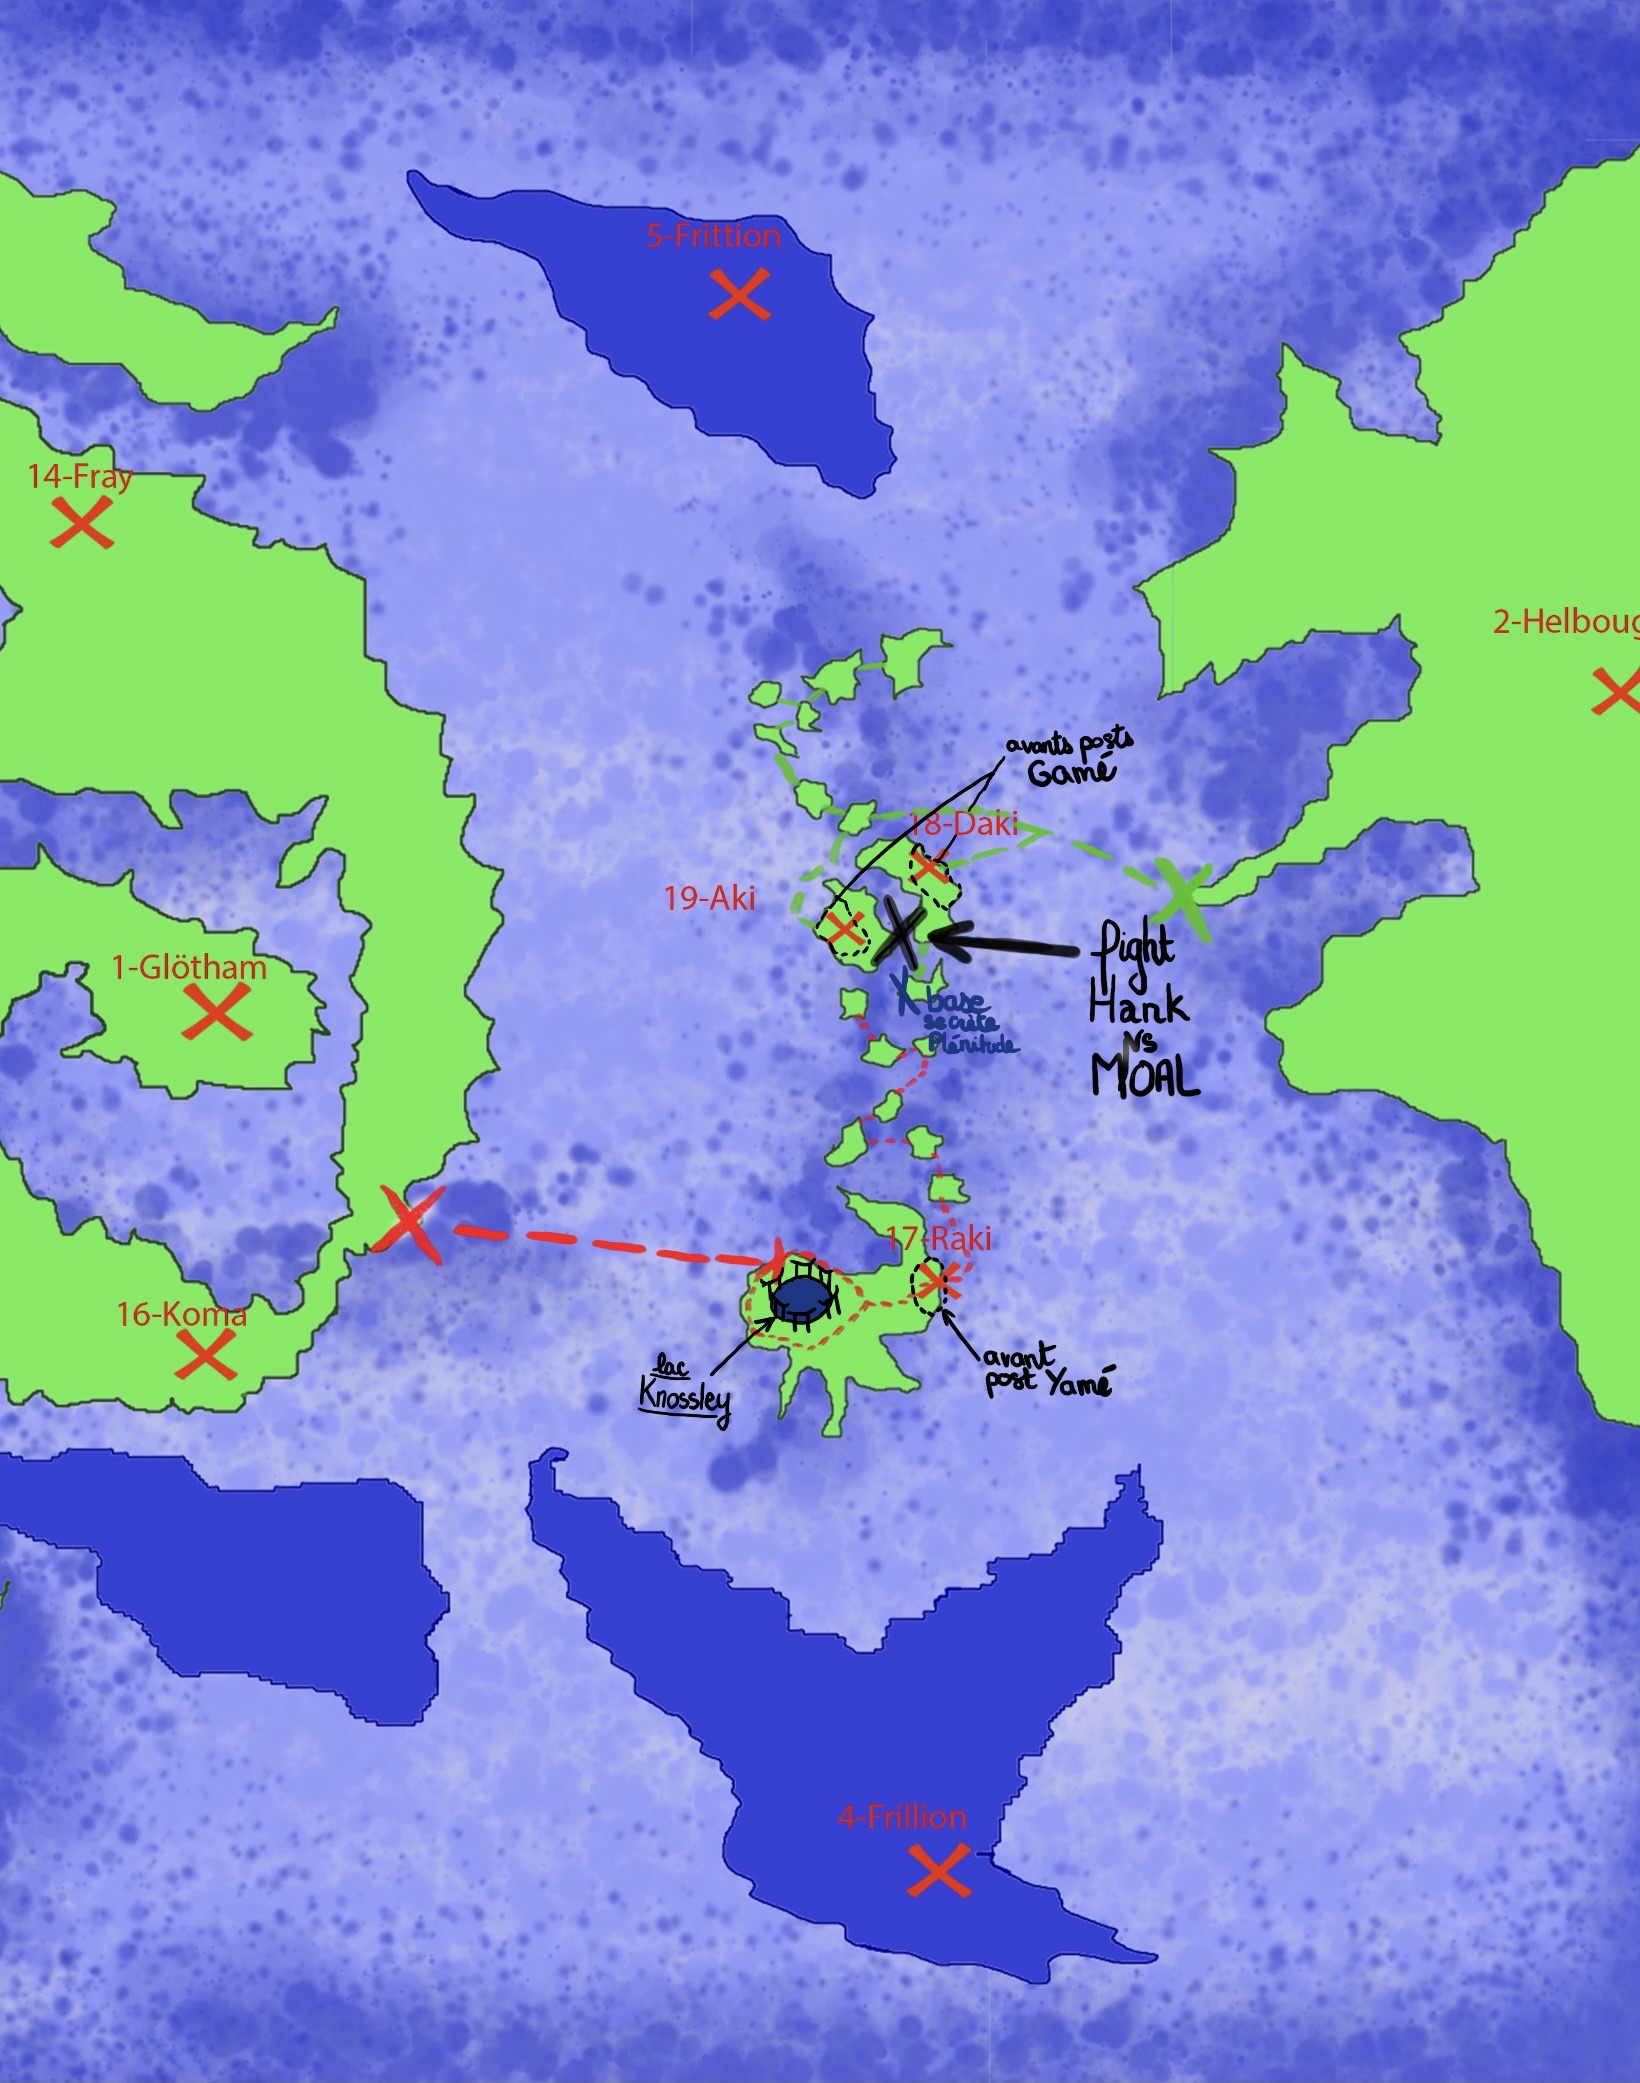 5-Frittion
14-Fray
2-Helboug
avants posts
Gamé
18-Daki
19-Aki
fight
Hank
vs
MOAL
1-Glötham
base
secrète
Plénitude
17-Raki
16-Koma
lac
Knossley
avant
post Yamé
4-Frillion